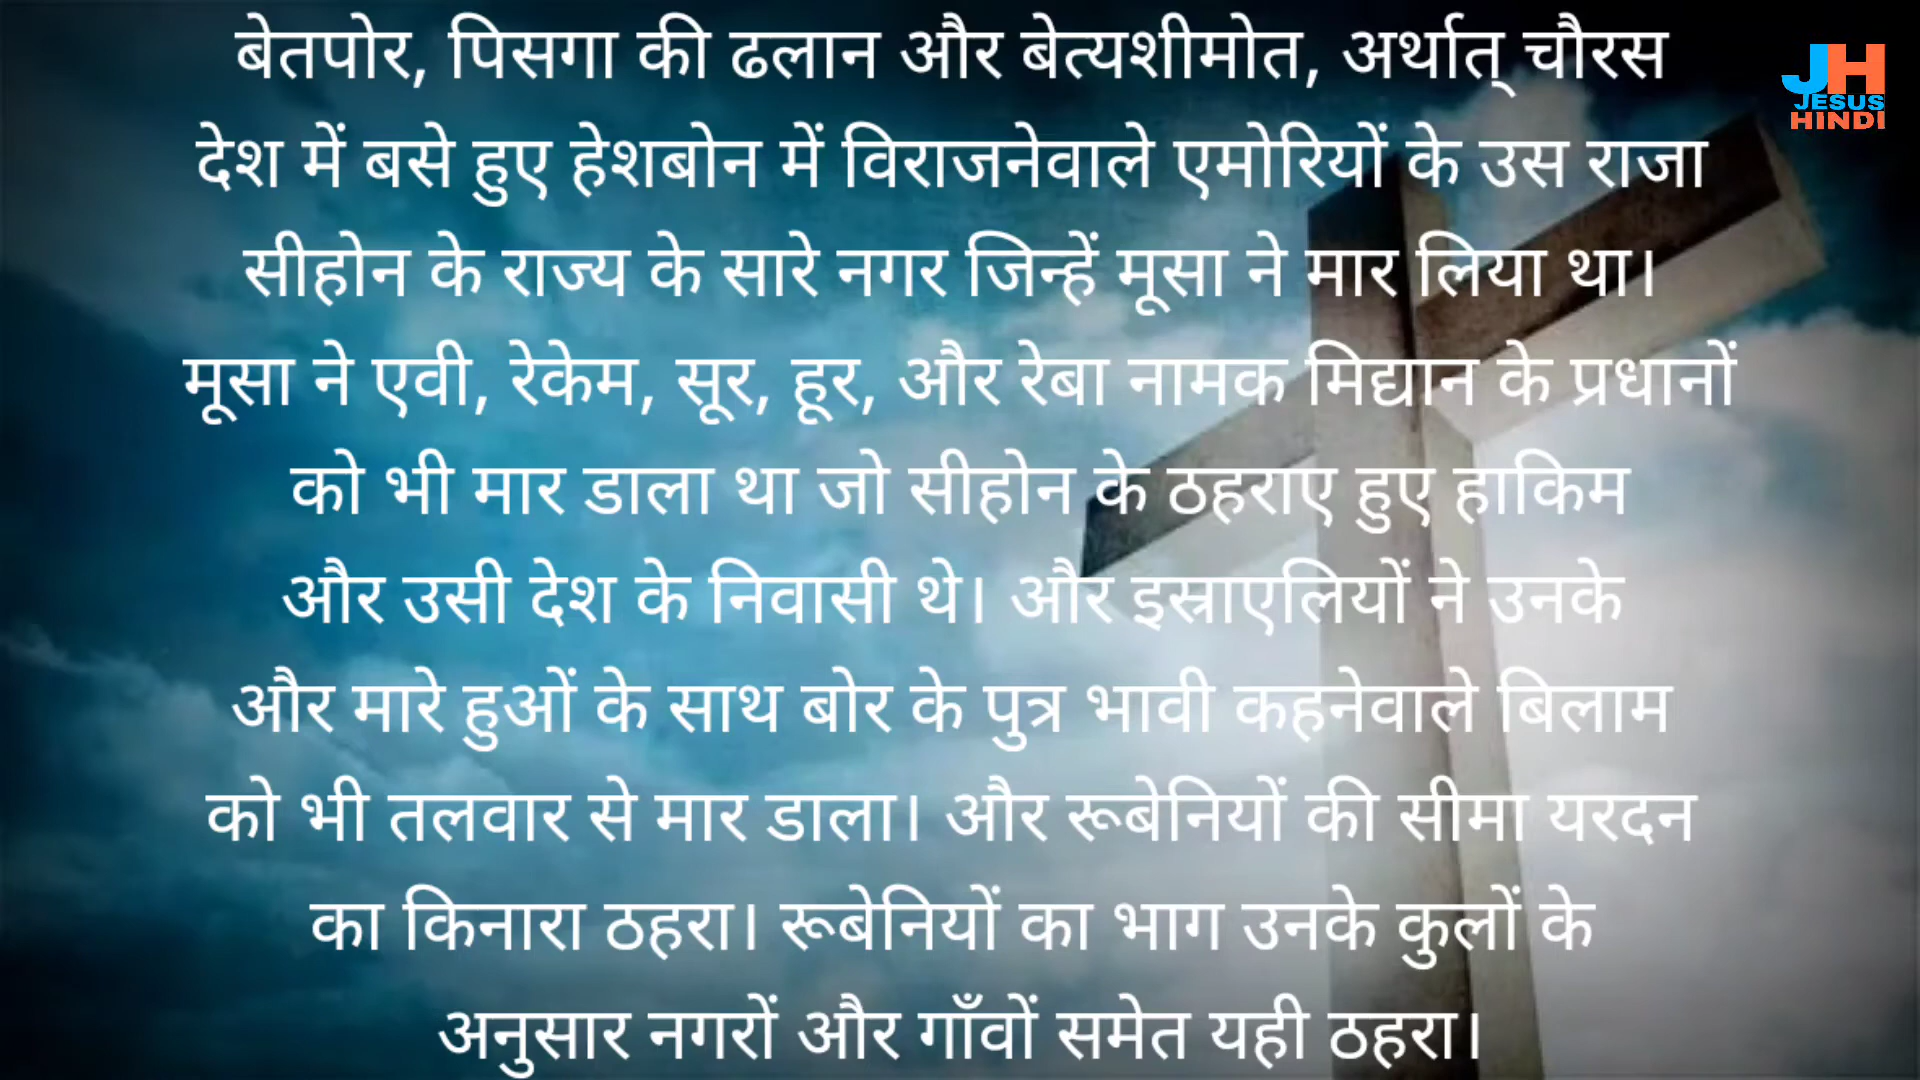 बेतपोर, पिसगा की ढलान और बेत्यशीमोत, अर्थात् चौरस
देश में बसे हुए हेशबोन में विराजनेवाले एमोरियों के उस राजा
सीहोन के राज्य के सारे नगर जिन्हें मूसा ने मार लिया था।
मूसा ने एवी, रेकेम, सूर, हूर, और रेबा नामक मिद्यान के प्रधानों
को भी मार डाला था जो सीहोन के ठहराए हुए हाकिम
और उसी देश के निवासी थे। और इस्राएलियों ने उनके
और मारे हुओं के साथ बोर के पुत्र भावी कहनेवाले बिलाम
को भी तलवार से मार डाला। और रूबेनियों की सीमा यरदन
का किनारा ठहरा। रूबेनियों का भाग उनके कुलों के
अनुसार नगरों और गाँवों समेत यही ठहरा।
JH
JESUS
HINDI